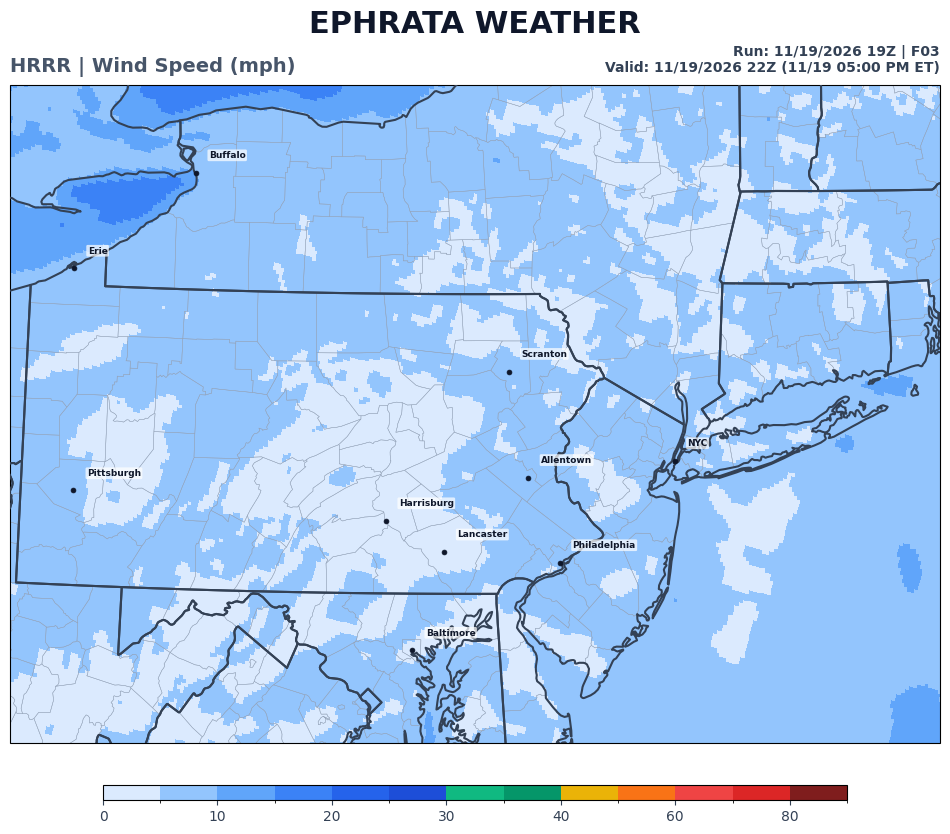 EPHRATA WEATHER
HRRR | Wind Speed (mph)
Run: 11/19/2026 19Z | F03
Valid: 11/19/2026 22Z (11/19 05:00 PM ET)
Buffalo
Erie
Scranton
NYC
Allentown
Pittsburgh
Harrisburg
Lancaster
Philadelphia
Baltimore
0 10 20 30 40 50 60 70 80